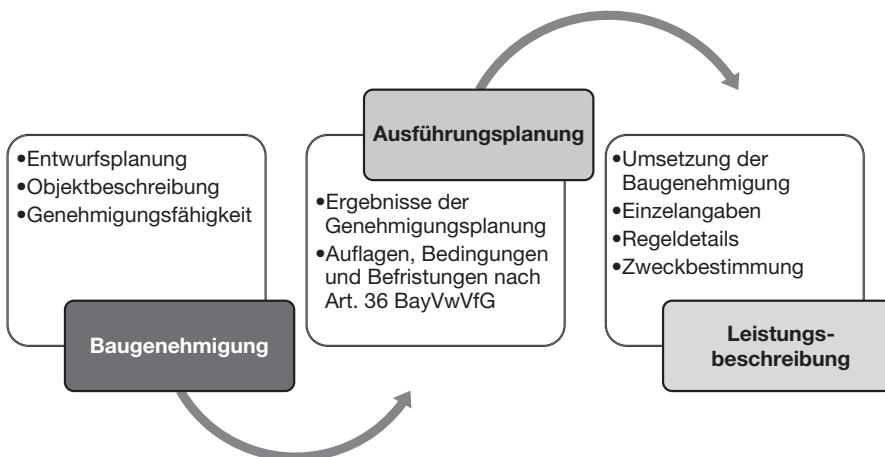 •Entwurfsplanung
•Objektbeschreibung
•Genehmigungsfähigkeit
Baugenehmigung
Ausführungsplanung
•Ergebnisse der
Genehmigungsplanung
•Auflagen, Bedingungen
und Befristungen nach
Art. 36 BayVwVfG
•Umsetzung der
Baugenehmigung
•Einzelangaben
•Regeldetails
•Zweckbestimmung
Leistungs-
beschreibung